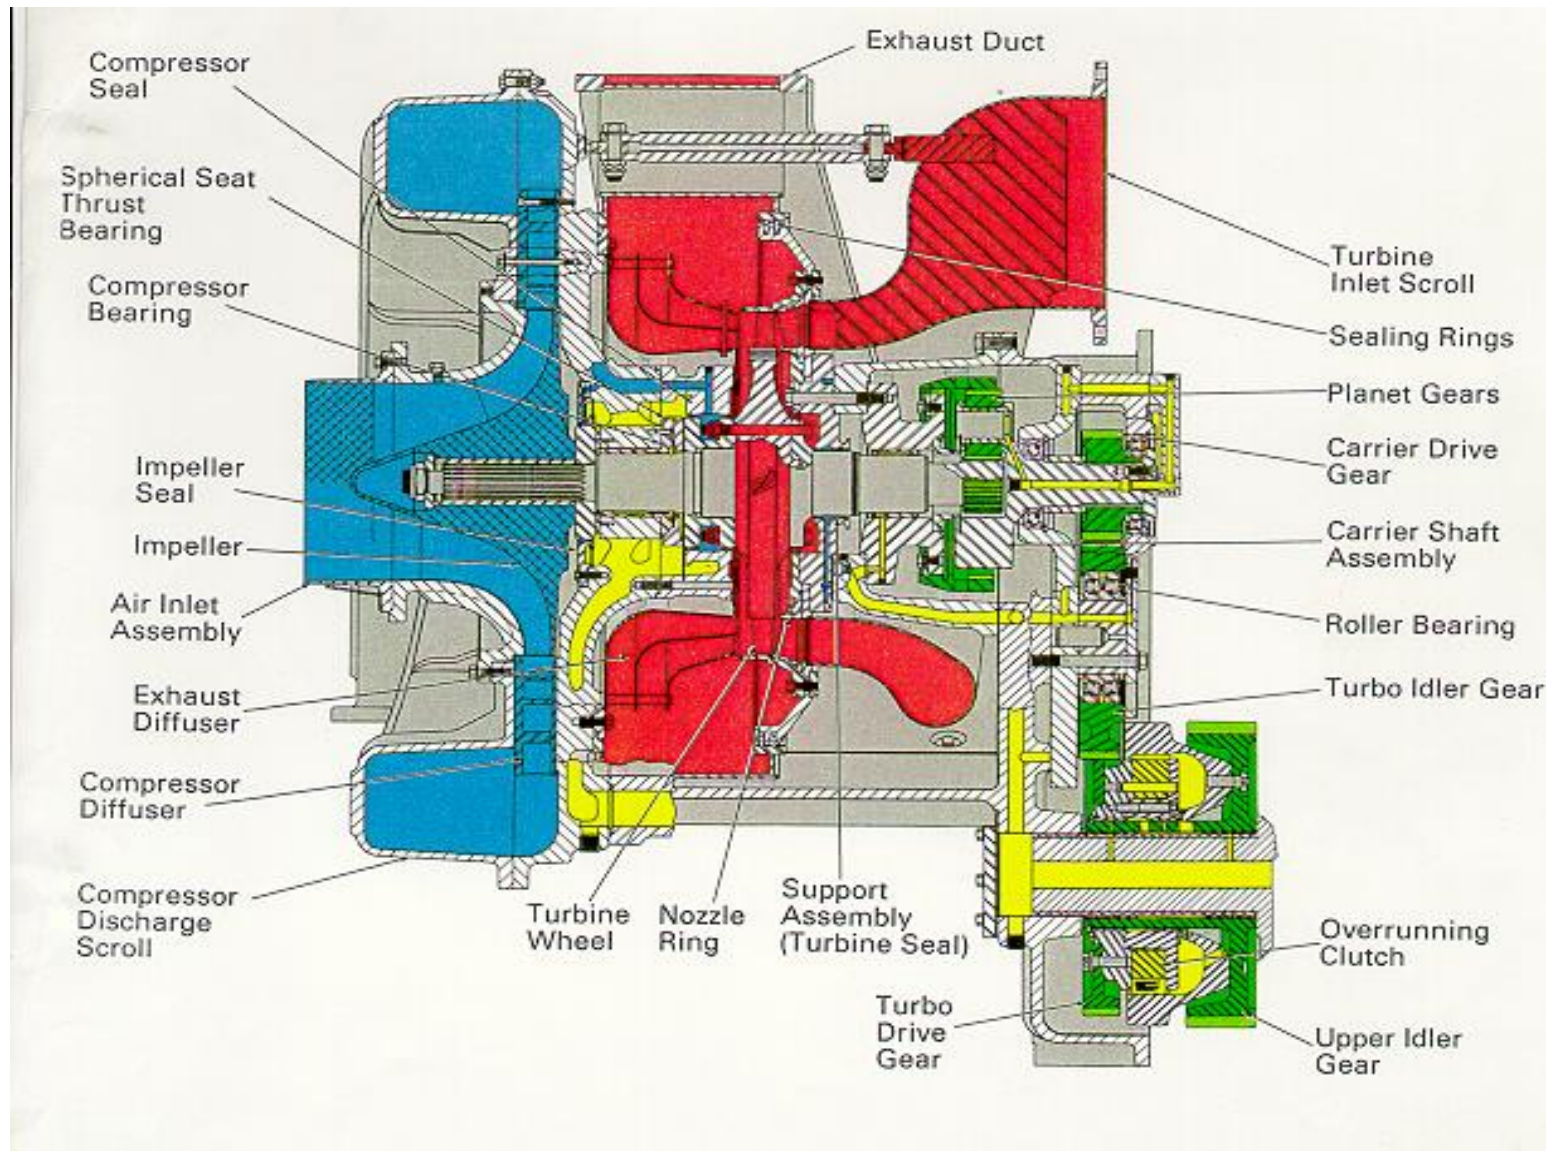 Exhaust Duct
Compressor
Seal
Spherical Seat
Thrust
Bearing
Compressor
Bearing
Impeller
Seal
Impeller
Air Inlet
Assembly
Exhaust
Diffuser
Compressor
Diffuser
Compressor
Discharge
Scroll
Turbine
Wheel
Nozzle
Ring
Support
Assembly
(Turbine Seal)
Turbo
Drive
Gear
Turbine
Inlet Scroll
Sealing Rings
Planet Gears
Carrier Drive
Gear
Carrier Shaft
Assembly
Roller Bearing
Turbo Idler Gear
Overrunning
Clutch
Upper Idler
Gear